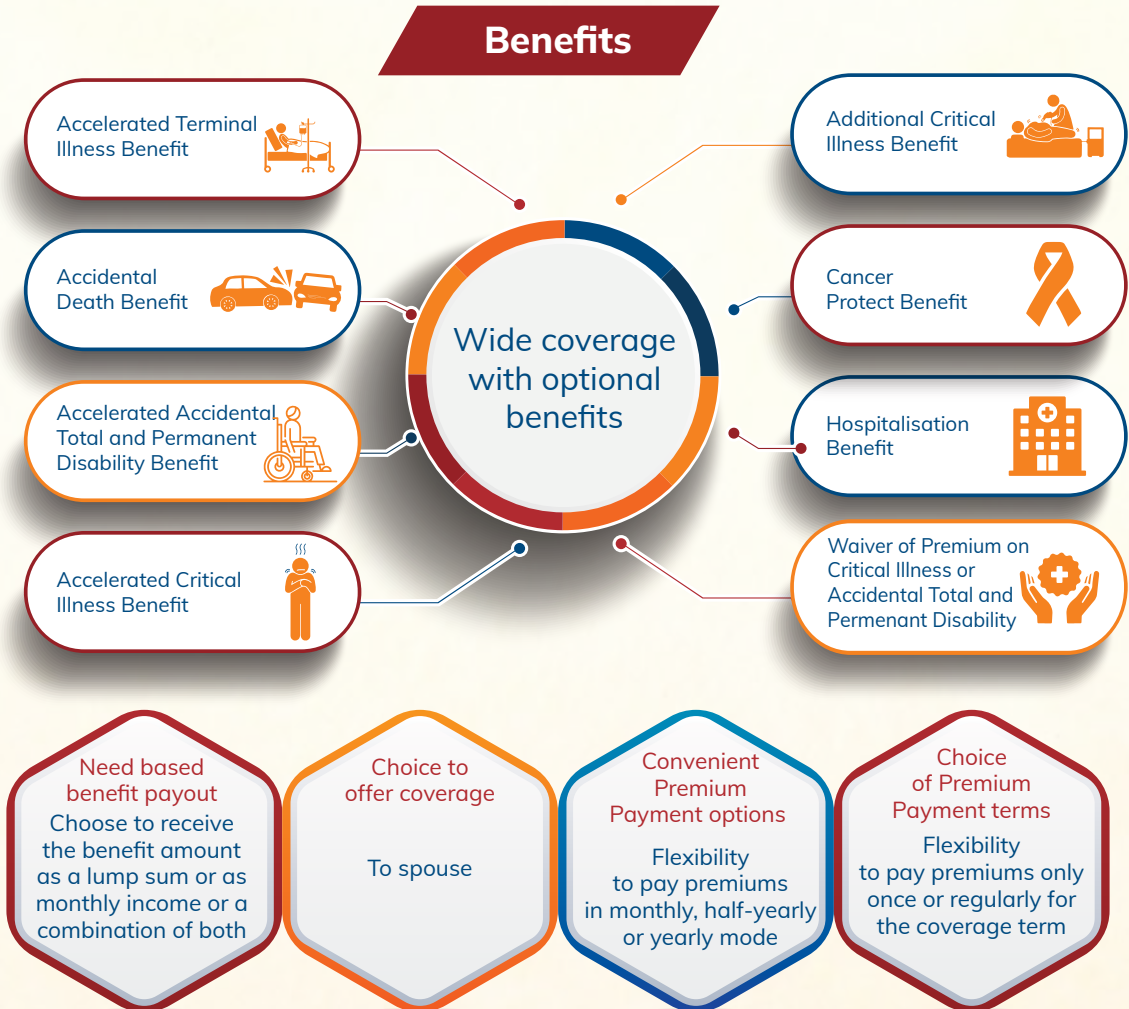 Benefits
Accelerated Terminal
Illness Benefit
Accidental
Death Benefit
Accelerated Accidental
Total and Permanent
Disability Benefit
Accelerated Critical
Illness Benefit
Wide coverage
with optional
benefits
Additional Critical
Illness Benefit
Cancer
Protect Benefit
Hospitalisation
Benefit
Waiver of Premium on
Critical Illness or
Accidental Total and
Permenant Disability
Need based
benefit payout
Choose to receive
the benefit amount
as a lump sum or as
monthly income or a
combination of both
Choice to
offer coverage
To spouse
Convenient
Premium
Payment options
Flexibility
to pay premiums
in monthly, half-yearly
or yearly mode
Choice
of Premium
Payment terms
Flexibility
to pay premiums only
once or regularly for
the coverage term